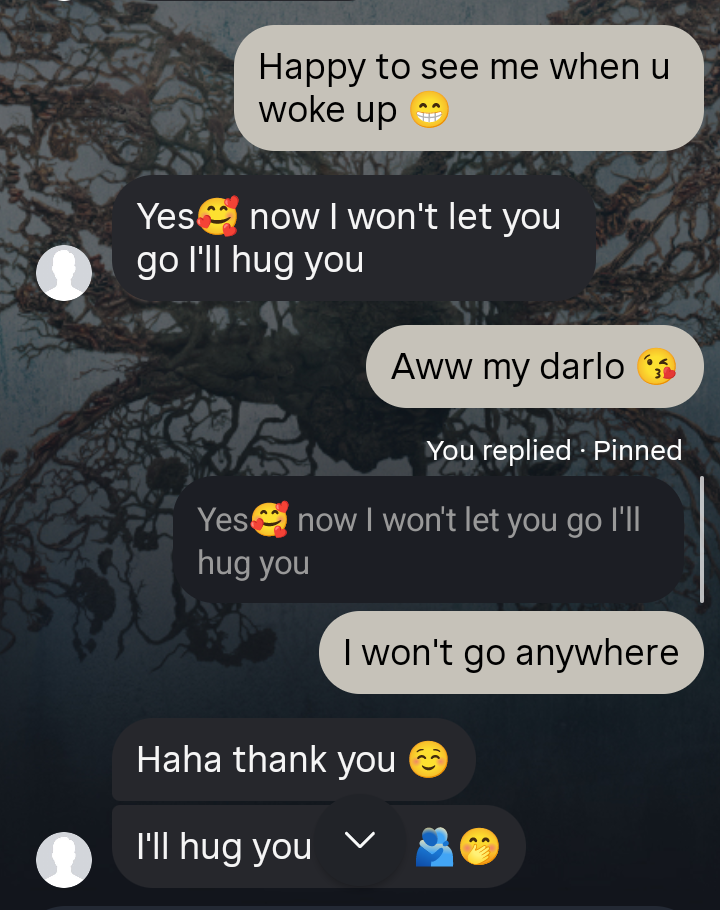 Happy to see me when u
woke up 😁
Yes🥰 now I won't let you
go I'll hug you
Aww my darlo 😘
You replied · Pinned
Yes🥰 now I won't let you go I'll
hug you
I won't go anywhere
Haha thank you ☺️
I'll hug you 🫂🤭